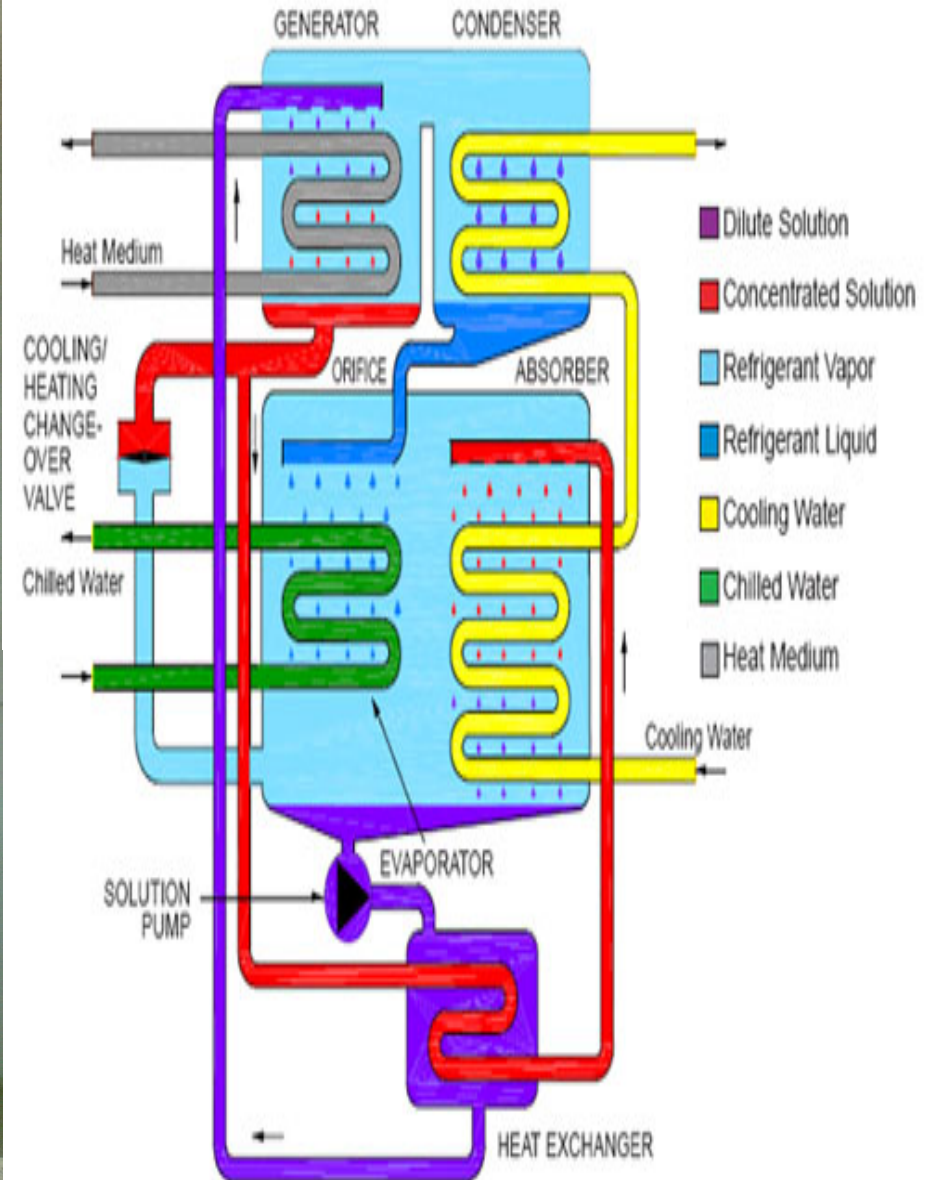 GENERATOR
CONDENSER
Heat Medium
COOLING/
HEATING
CHANGE-
OVER
VALVE
ORIFICE
ABSORBER
Chilled Water
Cooling Water
EVAPORATOR
SOLUTION
PUMP
HEAT EXCHANGER
Dilute Solution
Concentrated Solution
Refrigerant Vapor
Refrigerant Liquid
Cooling Water
Chilled Water
Heat Medium